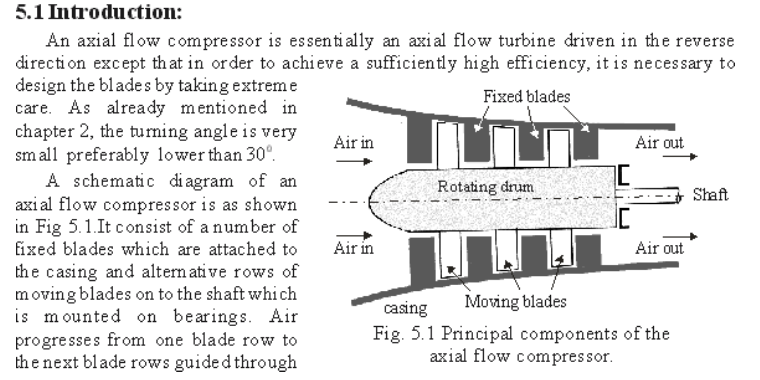 5.1 Introduction:
An axial flow compressor is essentially an axial flow turbine driven in the reverse
direction except that in order to achieve a sufficiently high efficiency, it is necessary to
design the blades by taking extreme
care. As already mentioned in
chapter 2, the turning angle is very
small preferably lower than 30⁰.
A schematic diagram of an
axial flow compressor is as shown
in Fig 5.1.It consist of a number of
fixed blades which are attached to
the casing and alternative rows of
moving blades on to the shaft which
is mounted on bearings. Air
progresses from one blade row to
the next blade rows guided through
Fixed blades
Air in
Air out
Rotating drum
Shaft
Air in
Air out
casing
Moving blades
Fig. 5.1 Principal components of the
axial flow compressor.